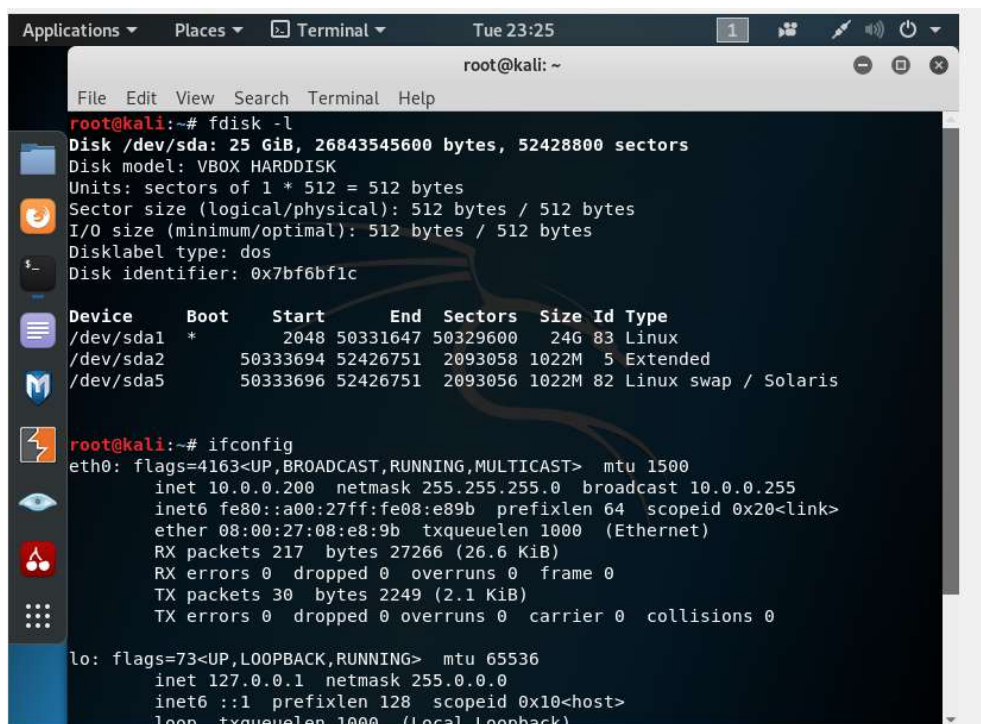 Applications Places Terminal Tue 23:25 1
root@kali: ~
File Edit View Search Terminal Help
root@kali:~# fdisk -l
Disk /dev/sda: 25 GiB, 26843545600 bytes, 52428800 sectors
Disk model: VBOX HARDDISK
Units: sectors of 1 * 512 = 512 bytes
Sector size (logical/physical): 512 bytes / 512 bytes
I/O size (minimum/optimal): 512 bytes / 512 bytes
Disklabel type: dos
Disk identifier: 0x7bf6bf1c
Device Boot Start End Sectors Size Id Type
/dev/sda1 * 2048 50331647 50329600 24G 83 Linux
/dev/sda2 50333694 52426751 2093058 1022M 5 Extended
/dev/sda5 50333696 52426751 2093056 1022M 82 Linux swap / Solaris
root@kali:~# ifconfig
eth0: flags=4163<UP,BROADCAST,RUNNING,MULTICAST> mtu 1500
inet 10.0.0.200 netmask 255.255.255.0 broadcast 10.0.0.255
inet6 fe80::a00:27ff:fe08:e89b prefixlen 64 scopeid 0x20<link>
ether 08:00:27:08:e8:9b txqueuelen 1000 (Ethernet)
RX packets 217 bytes 27266 (26.6 KiB)
RX errors 0 dropped 0 overruns 0 frame 0
TX packets 30 bytes 2249 (2.1 KiB)
TX errors 0 dropped 0 overruns 0 carrier 0 collisions 0
lo: flags=73<UP,LOOPBACK,RUNNING> mtu 65536
inet 127.0.0.1 netmask 255.0.0.0
inet6 ::1 prefixlen 128 scopeid 0x10<host>
loop txqueuelen 1000 (Local Loopback)